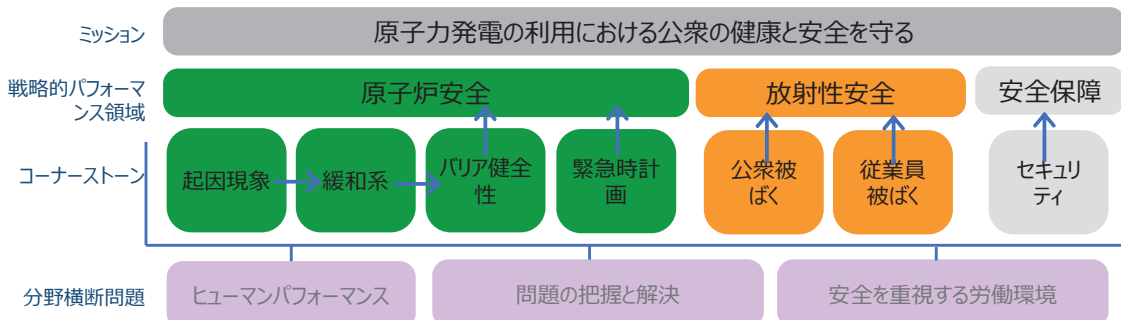 ミッション
原子力発電の利用における公衆の健康と安全を守る
戦略的パフォーマ
ンス領域
原子炉安全
放射性安全
安全保障
コーナーストーン
起因現象
緩和系
バリア健全
性
緊急時計
画
公衆被
ばく
従業員
被ばく
セキュリ
ティ
分野横断問題
ヒューマンパフォーマンス
問題の把握と解決
安全を重視する労働環境